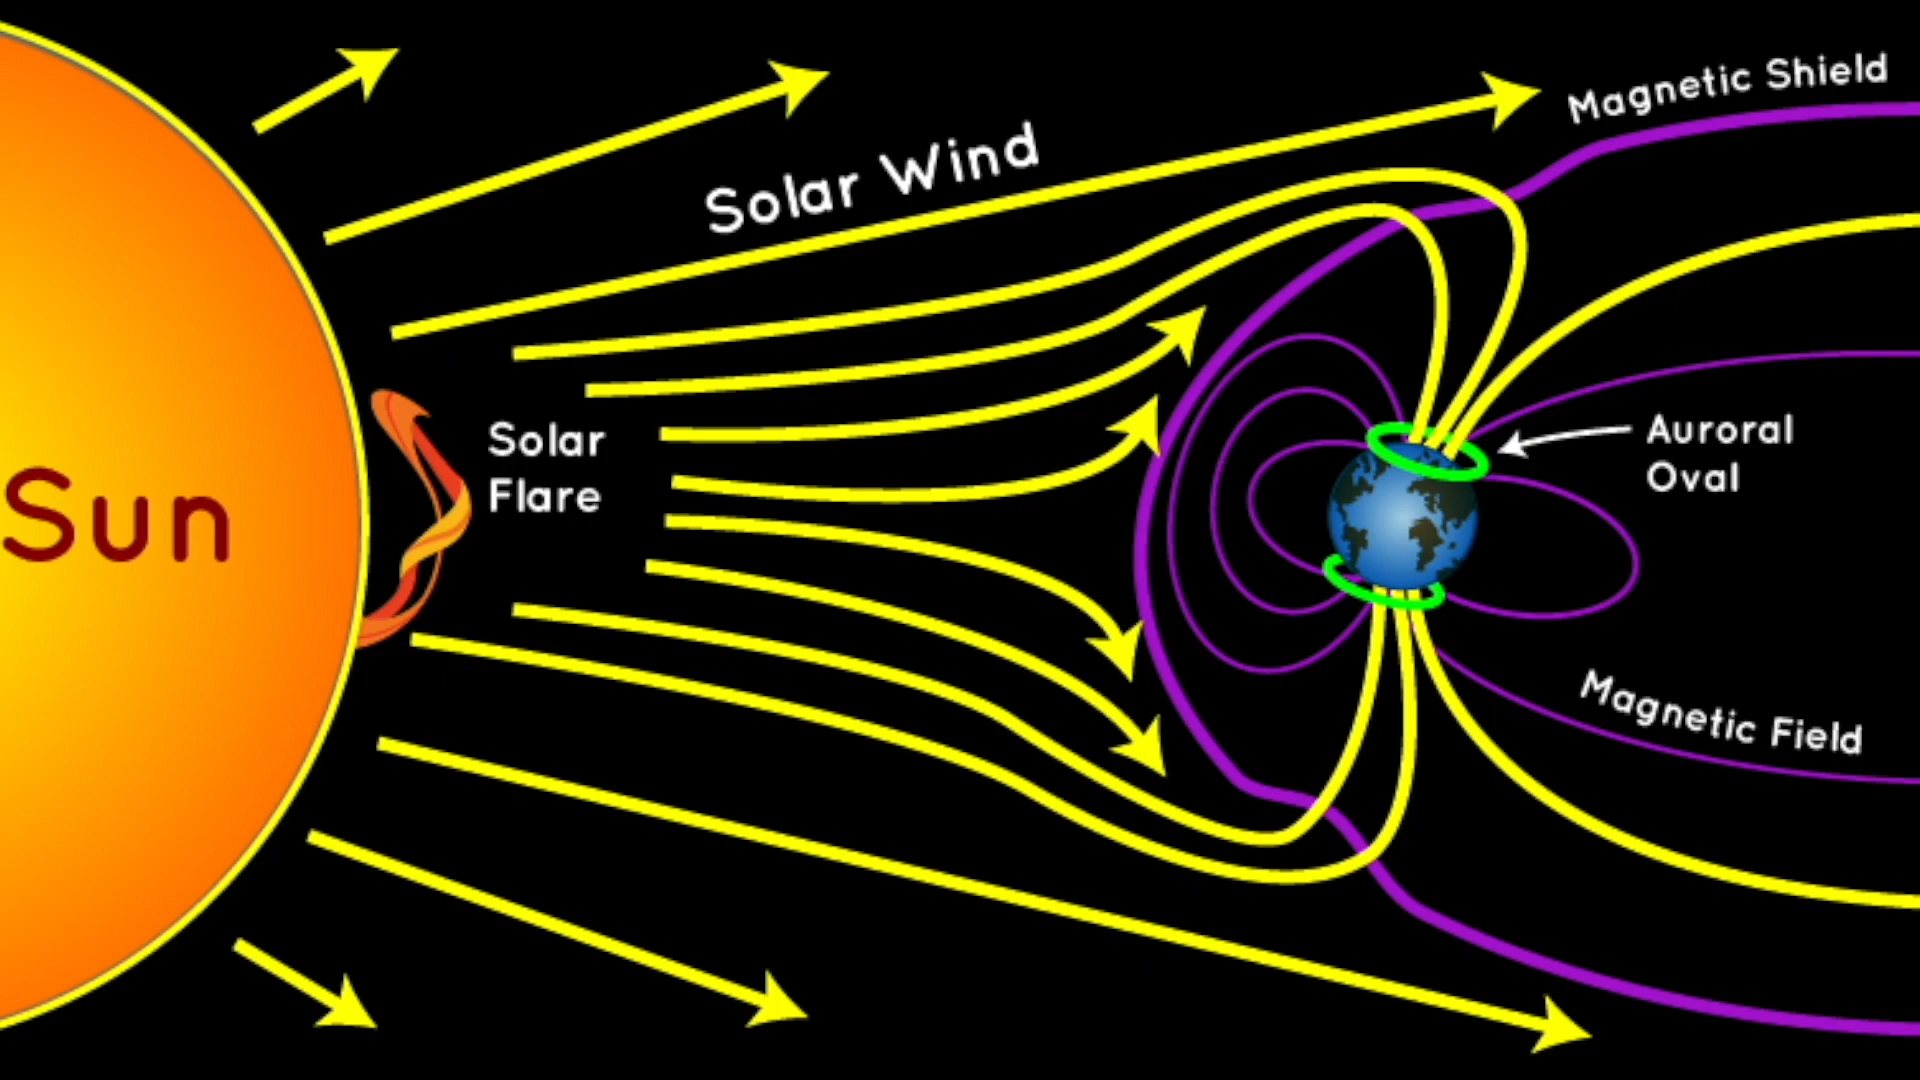 Magnetic Shield
Solar Wind
Solar
Flare
Sun
Auroral
Oval
Magnetic Field